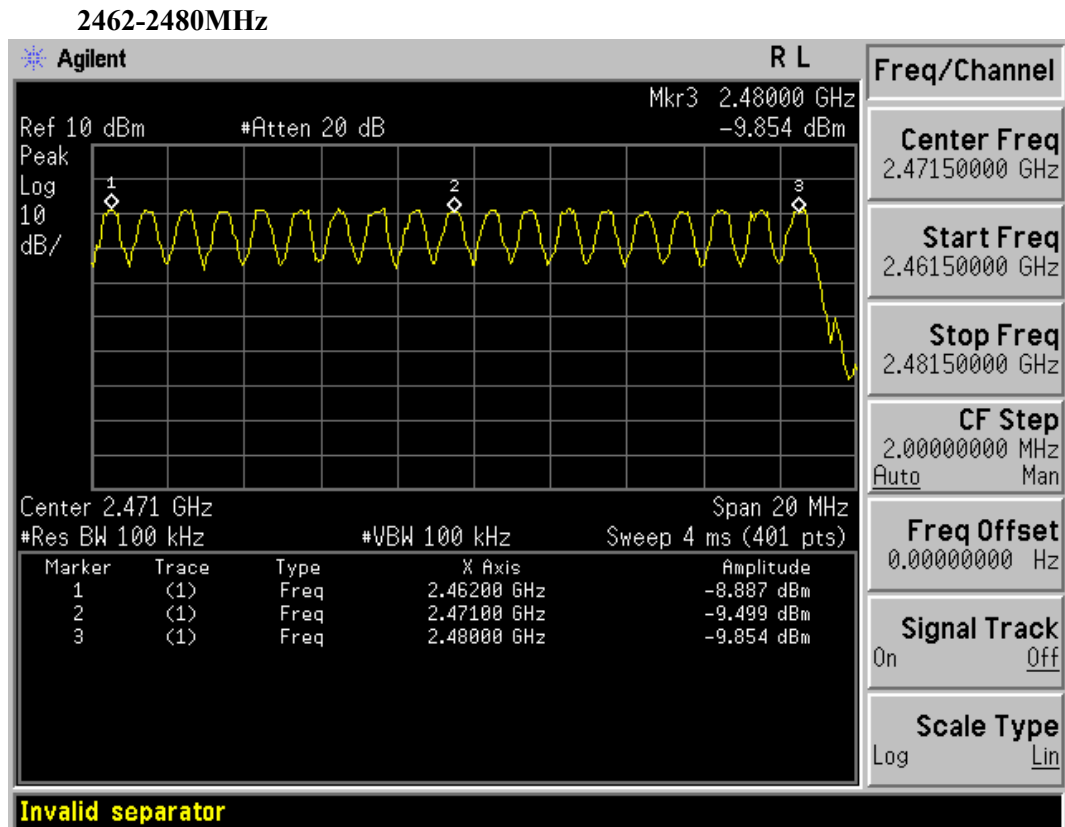 2462-2480MHz
Agilent R L
Mkr3 2.48000 GHz
Ref 10 dBm #Atten 20 dB -9.854 dBm
Peak
Log
10
dB/
1 2 3
Center 2.471 GHz Span 20 MHz
#Res BW 100 kHz #VBW 100 kHz Sweep 4 ms (401 pts)
Marker Trace Type X Axis Amplitude
1 (1) Freq 2.46200 GHz -8.887 dBm
2 (1) Freq 2.47100 GHz -9.499 dBm
3 (1) Freq 2.48000 GHz -9.854 dBm
Freq/Channel
Center Freq
2.47150000 GHz
Start Freq
2.46150000 GHz
Stop Freq
2.48150000 GHz
CF Step
2.00000000 MHz
Auto Man
Freq Offset
0.00000000 Hz
Signal Track
On Off
Scale Type
Log Lin
Invalid separator